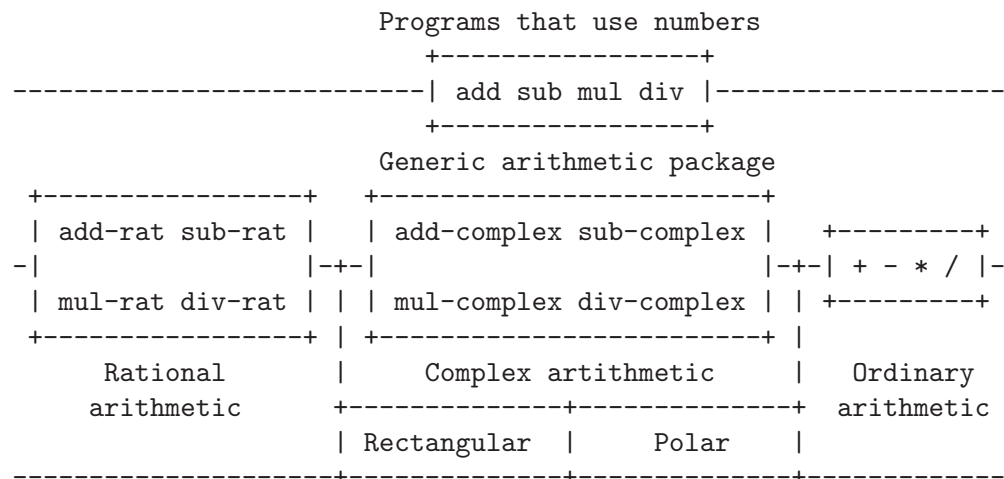 Programs that use numbers
add sub mul div
Generic arithmetic package
add-rat sub-rat add-complex sub-complex
+ - * /
mul-rat div-rat mul-complex div-complex
Rational Complex artithmetic Ordinary
arithmetic arithmetic
Rectangular Polar